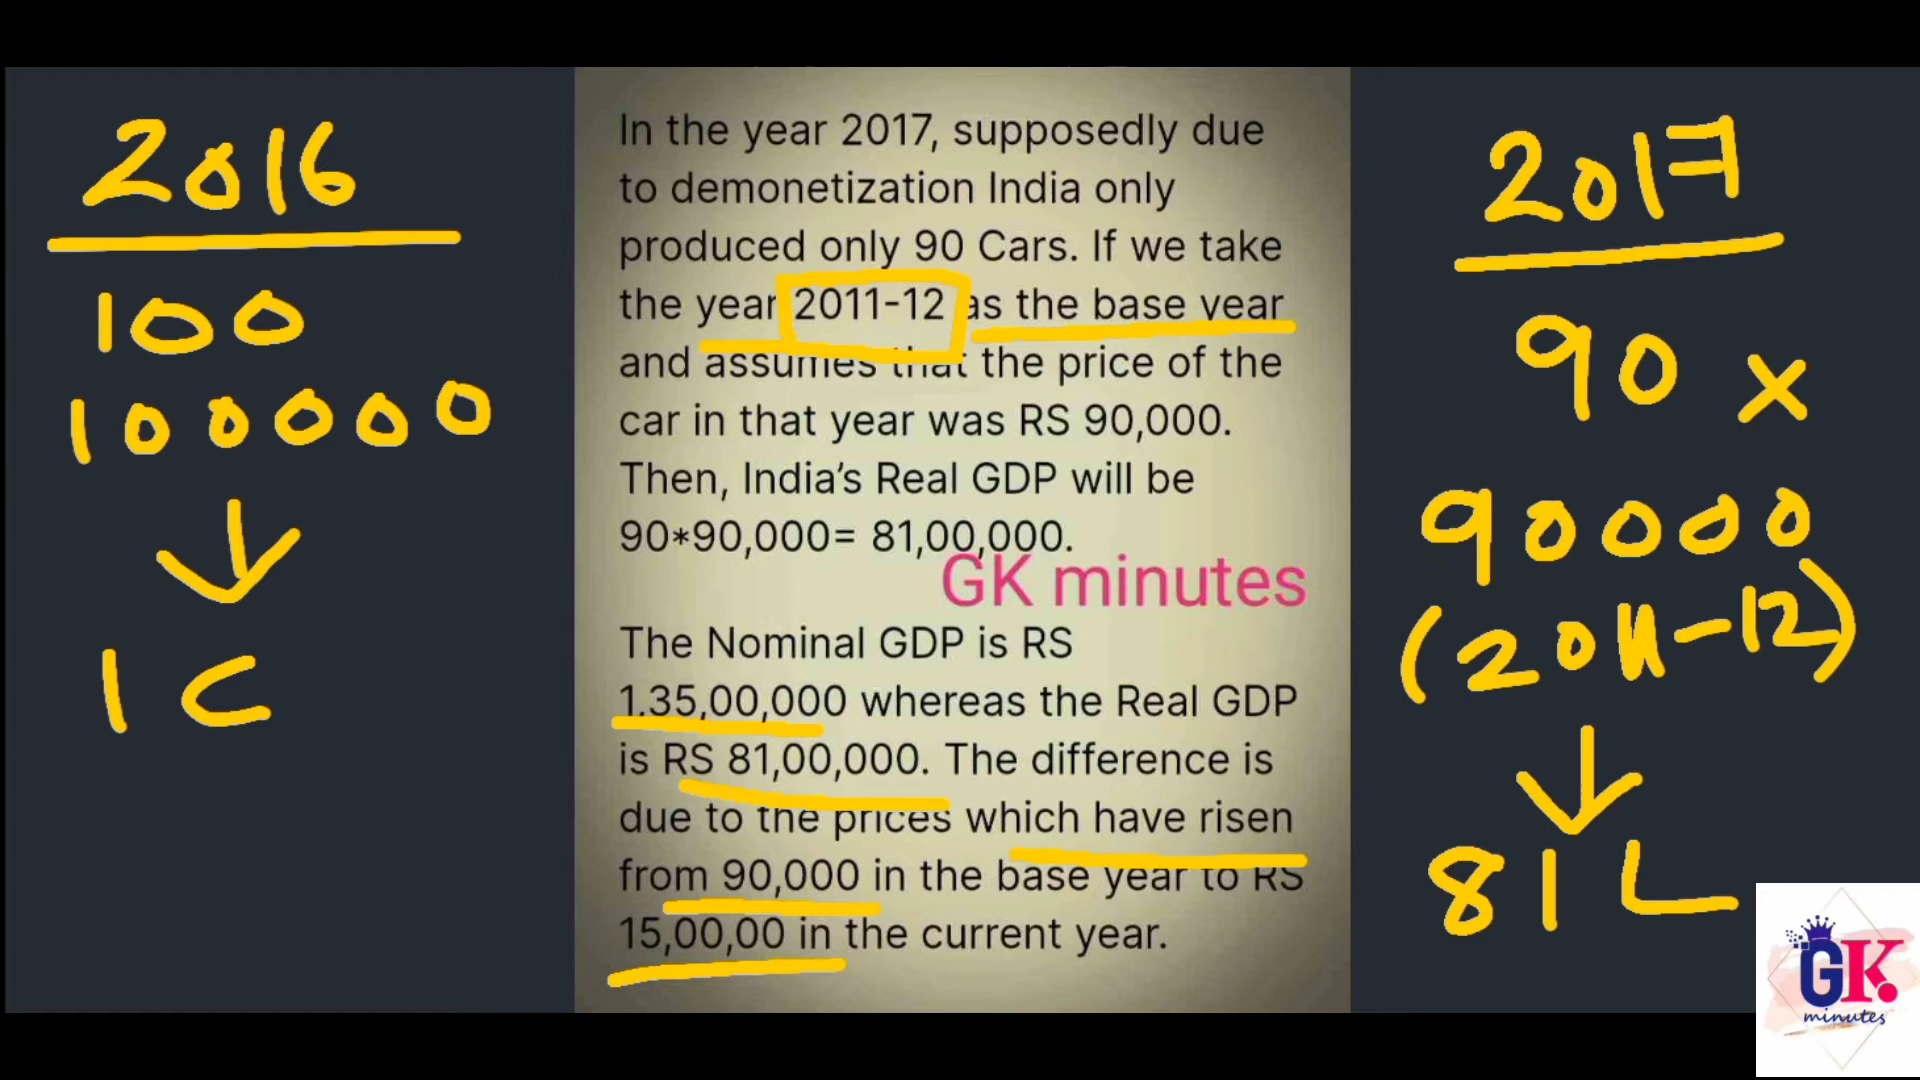 2016
100
100000
1 C
In the year 2017, supposedly due
to demonetization India only
produced only 90 Cars. If we take
the year 2011-12 as the base year
and assumes that the price of the
car in that year was RS 90,000.
Then, India's Real GDP will be
90*90,000= 81,00,000.
GK minutes
The Nominal GDP is RS
1.35,00,000 whereas the Real GDP
is RS 81,00,000. The difference is
due to the prices which have risen
from 90,000 in the base year to RS
15,00,00 in the current year.
2017
90 x
90000
(2011-12)
81 L
GK.
minutes